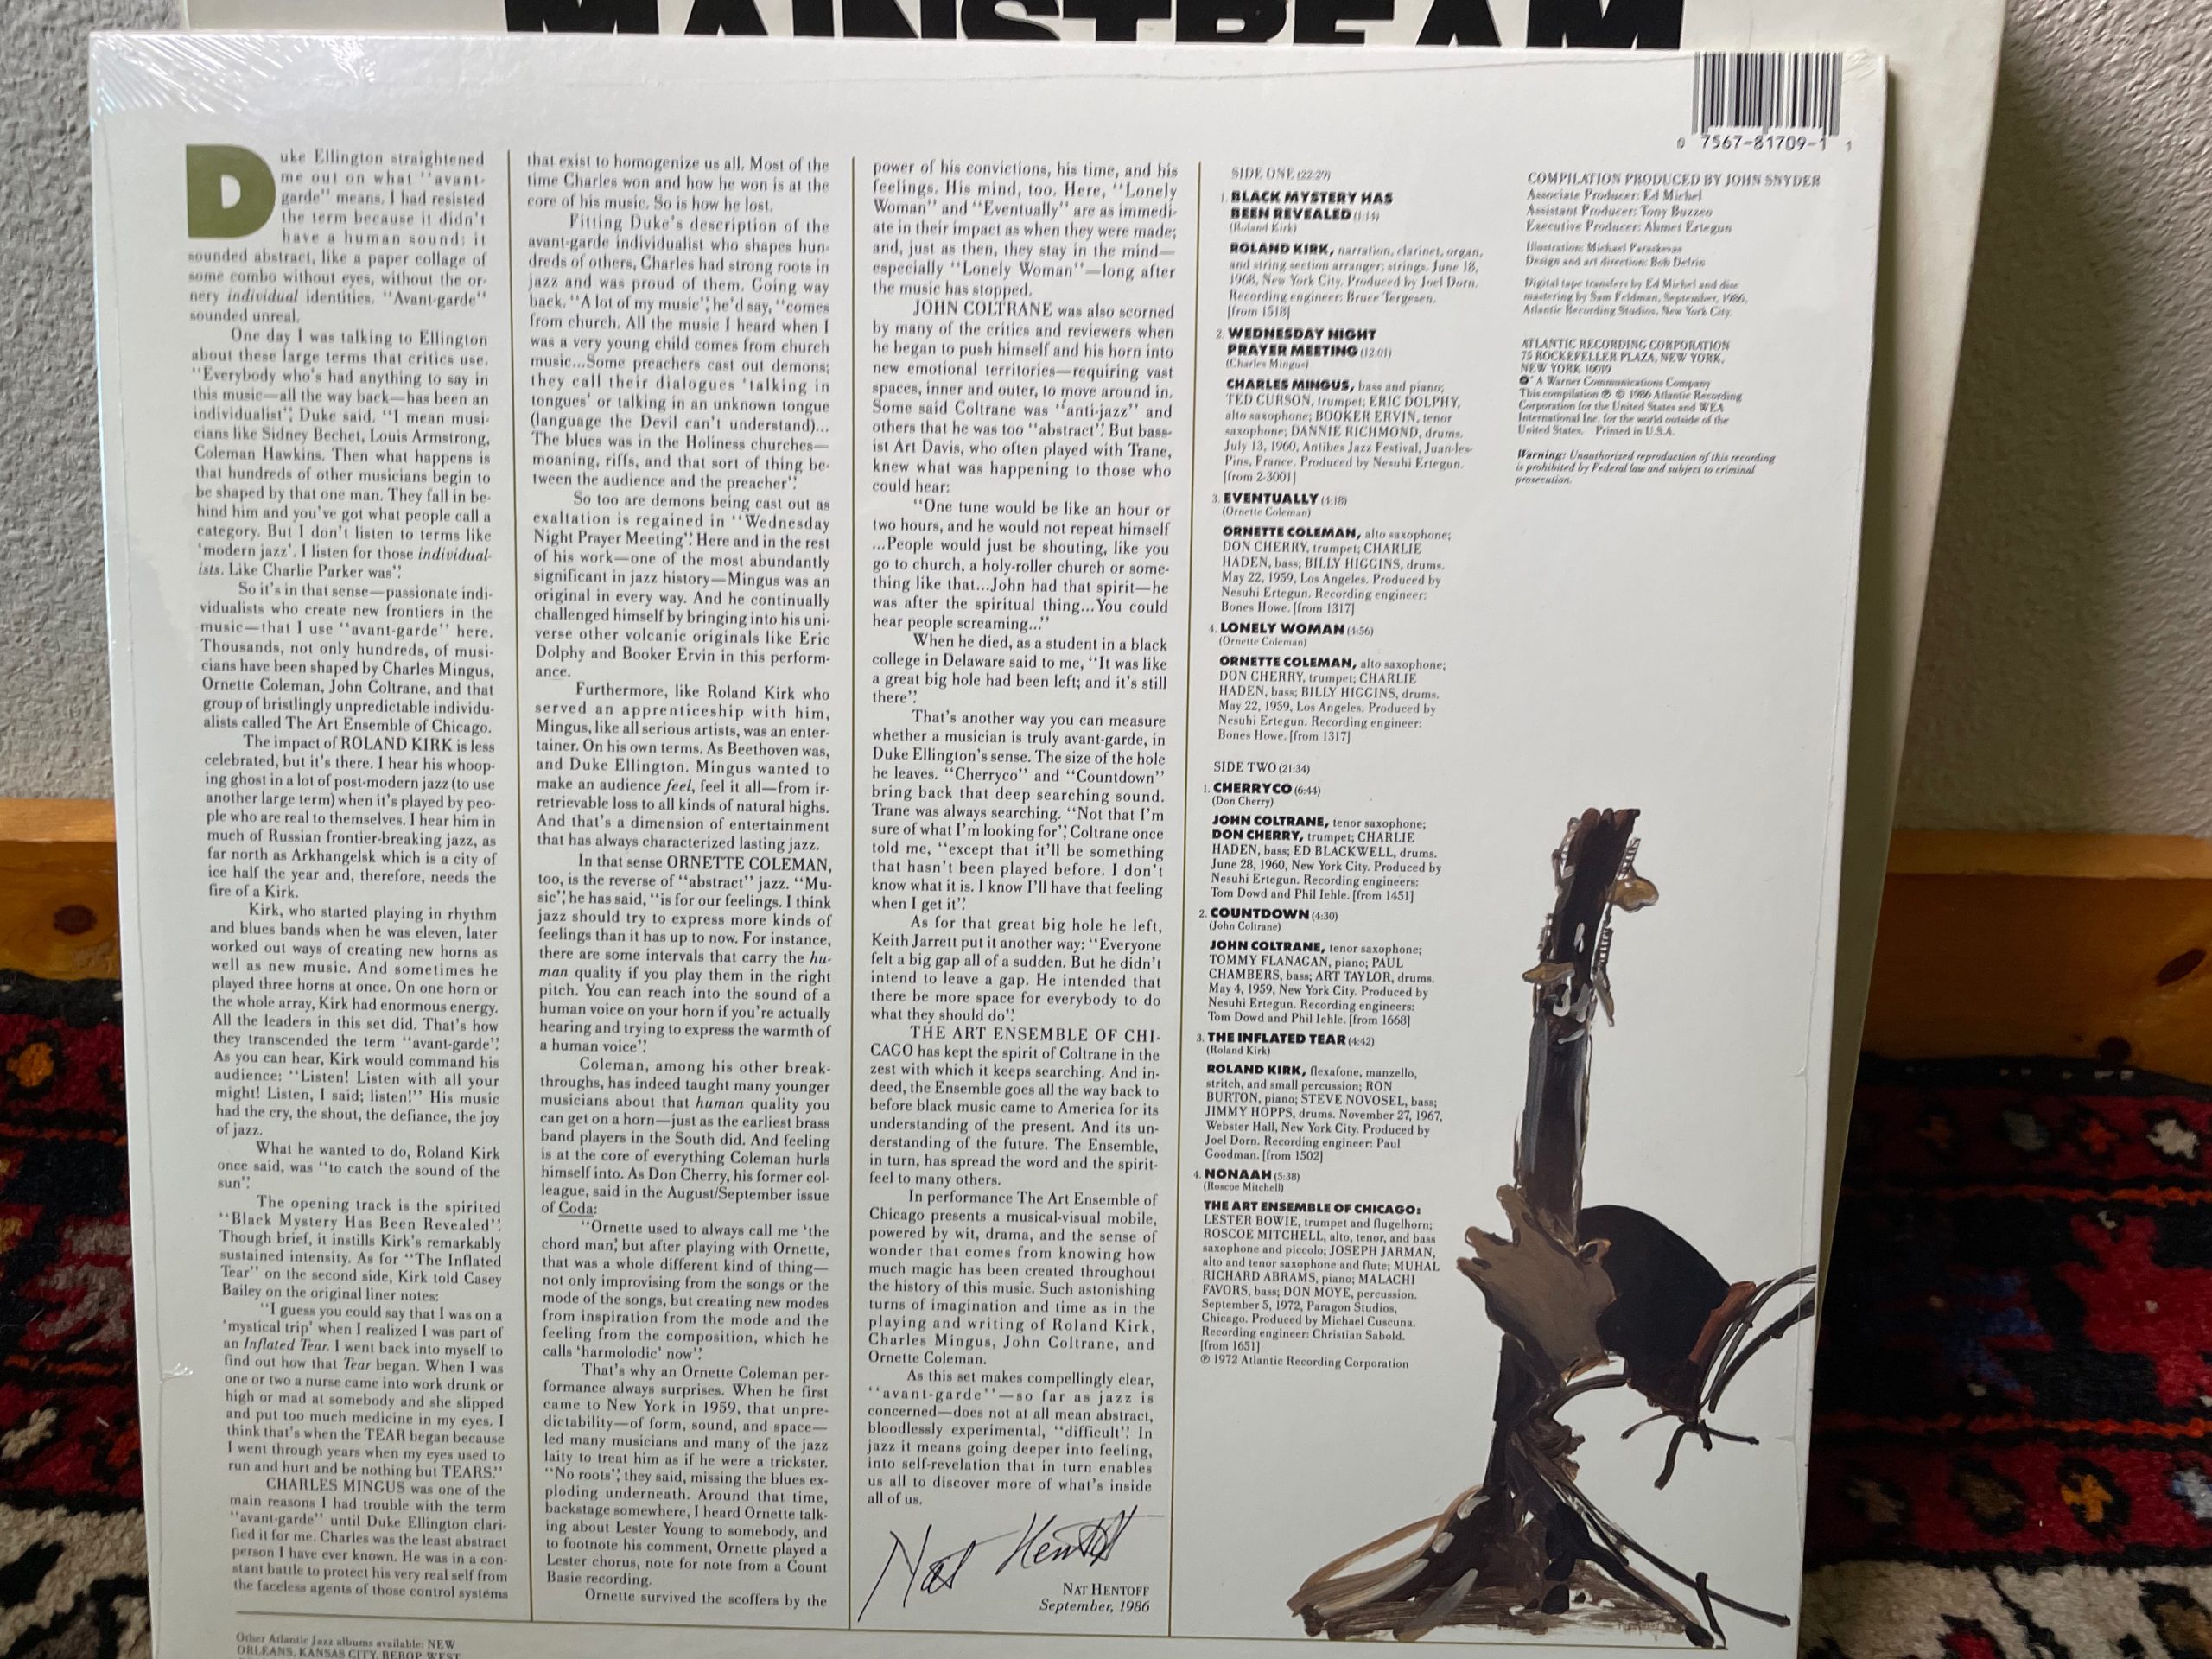 MAINSTREAM
0 7567-81709-1 1
Duke Ellington straightened
me out on what "avant-
garde" means. I had resisted
the term because it didn't
have a human sound; it
sounded abstract, like a paper collage of
some combo without eyes, without the or-
nery individual identities. "Avant-garde"
sounded unreal.
One day I was talking to Ellington
about these large terms that critics use.
"Everybody who's had anything to say in
this music—all the way back—has been an
individualist", Duke said. "I mean musi-
cians like Sidney Bechet, Louis Armstrong,
Coleman Hawkins. Then what happens is
that hundreds of other musicians begin to
be shaped by that one man. They fall in be-
hind him and you've got what people call a
category. But I don't listen to terms like
'modern jazz'. I listen for those individual-
ists. Like Charlie Parker was".
So it's in that sense—passionate indi-
vidualists who create new frontiers in the
music—that I use "avant-garde" here.
Thousands, not only hundreds, of musi-
cians have been shaped by Charles Mingus,
Ornette Coleman, John Coltrane, and that
group of bristlingly unpredictable individu-
alists called The Art Ensemble of Chicago.
The impact of ROLAND KIRK is less
celebrated, but it's there. I hear his whoop-
ing ghost in a lot of post-modern jazz (to use
another large term) when it's played by peo-
ple who are real to themselves. I hear him in
much of Russian frontier-breaking jazz, as
far north as Arkhangelsk which is a city of
ice half the year and, therefore, needs the
fire of a Kirk.
Kirk, who started playing in rhythm
and blues bands when he was eleven, later
worked out ways of creating new horns as
well as new music. And sometimes he
played three horns at once. On one horn or
the whole array, Kirk had enormous energy.
All the leaders in this set did. That's how
they transcended the term "avant-garde".
As you can hear, Kirk would command his
audience: "Listen! Listen with all your
might! Listen, I said; listen!" His music
had the cry, the shout, the defiance, the joy
of jazz.
What he wanted to do, Roland Kirk
once said, was "to catch the sound of the
sun".
The opening track is the spirited
"Black Mystery Has Been Revealed".
Though brief, it instills Kirk's remarkably
sustained intensity. As for "The Inflated
Tear" on the second side, Kirk told Casey
Bailey on the original liner notes:
"I guess you could say that I was on a
'mystical trip' when I realized I was part of
an Inflated Tear. I went back into myself to
find out how that Tear began. When I was
one or two a nurse came into work drunk or
high or mad at somebody and she slipped
and put too much medicine in my eyes. I
think that's when the TEAR began because
I went through years when my eyes used to
run and hurt and be nothing but TEARS."
CHARLES MINGUS was one of the
main reasons I had trouble with the term
"avant-garde" until Duke Ellington clari-
fied it for me. Charles was the least abstract
person I have ever known. He was in a con-
stant battle to protect his very real self from
the faceless agents of those control systems
that exist to homogenize us all. Most of the
time Charles won and how he won is at the
core of his music. So is how he lost.
Fitting Duke's description of the
avant-garde individualist who shapes hun-
dreds of others, Charles had strong roots in
jazz and was proud of them. Going way
back. "A lot of my music", he'd say, "comes
from church. All the music I heard when I
was a very young child comes from church
music...Some preachers cast out demons;
they call their dialogues 'talking in
tongues' or talking in an unknown tongue
(language the Devil can't understand)...
The blues was in the Holiness churches—
moaning, riffs, and that sort of thing be-
tween the audience and the preacher".
So too are demons being cast out as
exaltation is regained in "Wednesday
Night Prayer Meeting". Here and in the rest
of his work—one of the most abundantly
significant in jazz history—Mingus was an
original in every way. And he continually
challenged himself by bringing into his uni-
verse other volcanic originals like Eric
Dolphy and Booker Ervin in this perform-
ance.
Furthermore, like Roland Kirk who
served an apprenticeship with him,
Mingus, like all serious artists, was an enter-
tainer. On his own terms. As Beethoven was,
and Duke Ellington. Mingus wanted to
make an audience feel, feel it all—from ir-
retrievable loss to all kinds of natural highs.
And that's a dimension of entertainment
that has always characterized lasting jazz.
In that sense ORNETTE COLEMAN,
too, is the reverse of "abstract" jazz. "Mu-
sic", he has said, "is for our feelings. I think
jazz should try to express more kinds of
feelings than it has up to now. For instance,
there are some intervals that carry the hu-
man quality if you play them in the right
pitch. You can reach into the sound of a
human voice on your horn if you're actually
hearing and trying to express the warmth of
a human voice".
Coleman, among his other break-
throughs, has indeed taught many younger
musicians about that human quality you
can get on a horn—just as the earliest brass
band players in the South did. And feeling
is at the core of everything Coleman hurls
himself into. As Don Cherry, his former col-
league, said in the August/September issue
of Coda:
"Ornette used to always call me 'the
chord man', but after playing with Ornette,
that was a whole different kind of thing—
not only improvising from the songs or the
mode of the songs, but creating new modes
from inspiration from the mode and the
feeling from the composition, which he
calls 'harmolodic' now".
That's why an Ornette Coleman per-
formance always surprises. When he first
came to New York in 1959, that unpre-
dictability—of form, sound, and space—
led many musicians and many of the jazz
laity to treat him as if he were a trickster.
"No roots", they said, missing the blues ex-
ploding underneath. Around that time,
backstage somewhere, I heard Ornette talk-
ing about Lester Young to somebody, and
to footnote his comment, Ornette played a
Lester chorus, note for note from a Count
Basie recording.
Ornette survived the scoffers by the
power of his convictions, his time, and his
feelings. His mind, too. Here, "Lonely
Woman" and "Eventually" are as immedi-
ate in their impact as when they were made;
and, just as then, they stay in the mind—
especially "Lonely Woman"—long after
the music has stopped.
JOHN COLTRANE was also scorned
by many of the critics and reviewers when
he began to push himself and his horn into
new emotional territories—requiring vast
spaces, inner and outer, to move around in.
Some said Coltrane was "anti-jazz" and
others that he was too "abstract". But bass-
ist Art Davis, who often played with Trane,
knew what was happening to those who
could hear:
"One tune would be like an hour or
two hours, and he would not repeat himself
...People would just be shouting, like you
go to church, a holy-roller church or some-
thing like that...John had that spirit—he
was after the spiritual thing...You could
hear people screaming..."
When he died, as a student in a black
college in Delaware said to me, "It was like
a great big hole had been left; and it's still
there".
That's another way you can measure
whether a musician is truly avant-garde, in
Duke Ellington's sense. The size of the hole
he leaves. "Cherryco" and "Countdown"
bring back that deep searching sound.
Trane was always searching. "Not that I'm
sure of what I'm looking for", Coltrane once
told me, "except that it'll be something
that hasn't been played before. I don't
know what it is. I know I'll have that feeling
when I get it".
As for that great big hole he left,
Keith Jarrett put it another way: "Everyone
felt a big gap all of a sudden. But he didn't
intend to leave a gap. He intended that
there be more space for everybody to do
what they should do".
THE ART ENSEMBLE OF CHI-
CAGO has kept the spirit of Coltrane in the
zest with which it keeps searching. And in-
deed, the Ensemble goes all the way back to
before black music came to America for its
understanding of the present. And its un-
derstanding of the future. The Ensemble,
in turn, has spread the word and the spirit-
feel to many others.
In performance The Art Ensemble of
Chicago presents a musical-visual mobile,
powered by wit, drama, and the sense of
wonder that comes from knowing how
much magic has been created throughout
the history of this music. Such astonishing
turns of imagination and time as in the
playing and writing of Roland Kirk,
Charles Mingus, John Coltrane, and
Ornette Coleman.
As this set makes compellingly clear,
"avant-garde"—so far as jazz is
concerned—does not at all mean abstract,
bloodlessly experimental, "difficult". In
jazz it means going deeper into feeling,
into self-revelation that in turn enables
us all to discover more of what's inside
all of us.
Nat Hentoff
NAT HENTOFF
September, 1986
SIDE ONE (22:29)
1. BLACK MYSTERY HAS
BEEN REVEALED (1:14)
(Roland Kirk)
ROLAND KIRK, narration, clarinet, organ,
and string section arranger; strings. June 18,
1968, New York City. Produced by Joel Dorn.
Recording engineer: Bruce Tergesen.
[from 1518]
2. WEDNESDAY NIGHT
PRAYER MEETING (12:01)
(Charles Mingus)
CHARLES MINGUS, bass and piano;
TED CURSON, trumpet; ERIC DOLPHY,
alto saxophone; BOOKER ERVIN, tenor
saxophone; DANNIE RICHMOND, drums.
July 13, 1960, Antibes Jazz Festival, Juan-les-
Pins, France. Produced by Nesuhi Ertegun.
[from 2-3001]
3. EVENTUALLY (4:18)
(Ornette Coleman)
ORNETTE COLEMAN, alto saxophone;
DON CHERRY, trumpet; CHARLIE
HADEN, bass; BILLY HIGGINS, drums.
May 22, 1959, Los Angeles. Produced by
Nesuhi Ertegun. Recording engineer:
Bones Howe. [from 1317]
4. LONELY WOMAN (4:56)
(Ornette Coleman)
ORNETTE COLEMAN, alto saxophone;
DON CHERRY, trumpet; CHARLIE
HADEN, bass; BILLY HIGGINS, drums.
May 22, 1959, Los Angeles. Produced by
Nesuhi Ertegun. Recording engineer:
Bones Howe. [from 1317]
SIDE TWO (21:34)
1. CHERRYCO (6:44)
(Don Cherry)
JOHN COLTRANE, tenor saxophone;
DON CHERRY, trumpet; CHARLIE
HADEN, bass; ED BLACKWELL, drums.
June 28, 1960, New York City. Produced by
Nesuhi Ertegun. Recording engineers:
Tom Dowd and Phil Iehle. [from 1451]
2. COUNTDOWN (4:30)
(John Coltrane)
JOHN COLTRANE, tenor saxophone;
TOMMY FLANAGAN, piano; PAUL
CHAMBERS, bass; ART TAYLOR, drums.
May 4, 1959, New York City. Produced by
Nesuhi Ertegun. Recording engineers:
Tom Dowd and Phil Iehle. [from 1668]
3. THE INFLATED TEAR (4:42)
(Roland Kirk)
ROLAND KIRK, flexafone, manzello,
stritch, and small percussion; RON
BURTON, piano; STEVE NOVOSEL, bass;
JIMMY HOPPS, drums. November 27, 1967,
Webster Hall, New York City. Produced by
Joel Dorn. Recording engineer: Paul
Goodman. [from 1502]
4. NONAAH (5:38)
(Roscoe Mitchell)
THE ART ENSEMBLE OF CHICAGO:
LESTER BOWIE, trumpet and flugelhorn;
ROSCOE MITCHELL, alto, tenor, and bass
saxophone and piccolo; JOSEPH JARMAN,
alto and tenor saxophone and flute; MUHAL
RICHARD ABRAMS, piano; MALACHI
FAVORS, bass; DON MOYE, percussion.
September 5, 1972, Paragon Studios,
Chicago. Produced by Michael Cuscuna.
Recording engineer: Christian Sabold.
[from 1651]
℗ 1972 Atlantic Recording Corporation
COMPILATION PRODUCED BY JOHN SNYDER
Associate Producer: Ed Michel
Assistant Producer: Tony Buzzeo
Executive Producer: Ahmet Ertegun
Illustration: Michael Paraskevas
Design and art direction: Bob Defrin
Digital tape transfers by Ed Michel and disc
mastering by Sam Feldman, September, 1986,
Atlantic Recording Studios, New York City.
ATLANTIC RECORDING CORPORATION
75 ROCKEFELLER PLAZA, NEW YORK,
NEW YORK 10019
A Warner Communications Company
This compilation ℗ © 1986 Atlantic Recording
Corporation for the United States and WEA
International Inc. for the world outside of the
United States. Printed in U.S.A.
Warning: Unauthorized reproduction of this recording
is prohibited by Federal law and subject to criminal
prosecution.
Other Atlantic Jazz albums available: NEW
ORLEANS, KANSAS CITY, BEBOP, WEST